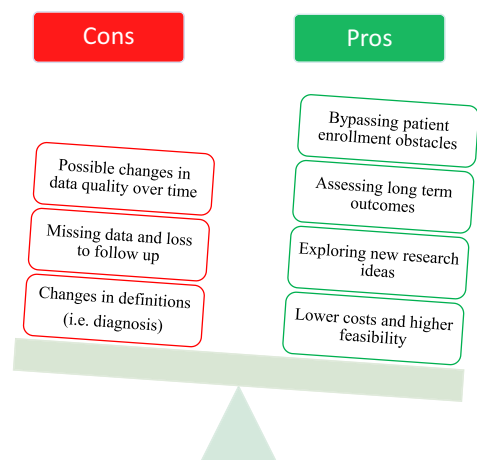 Cons
Pros
Possible changes in
data quality over time
Missing data and loss
to follow up
Changes in definitions
(i.e. diagnosis)
Bypassing patient
enrollment obstacles
Assessing long term
outcomes
Exploring new research
ideas
Lower costs and higher
feasibility